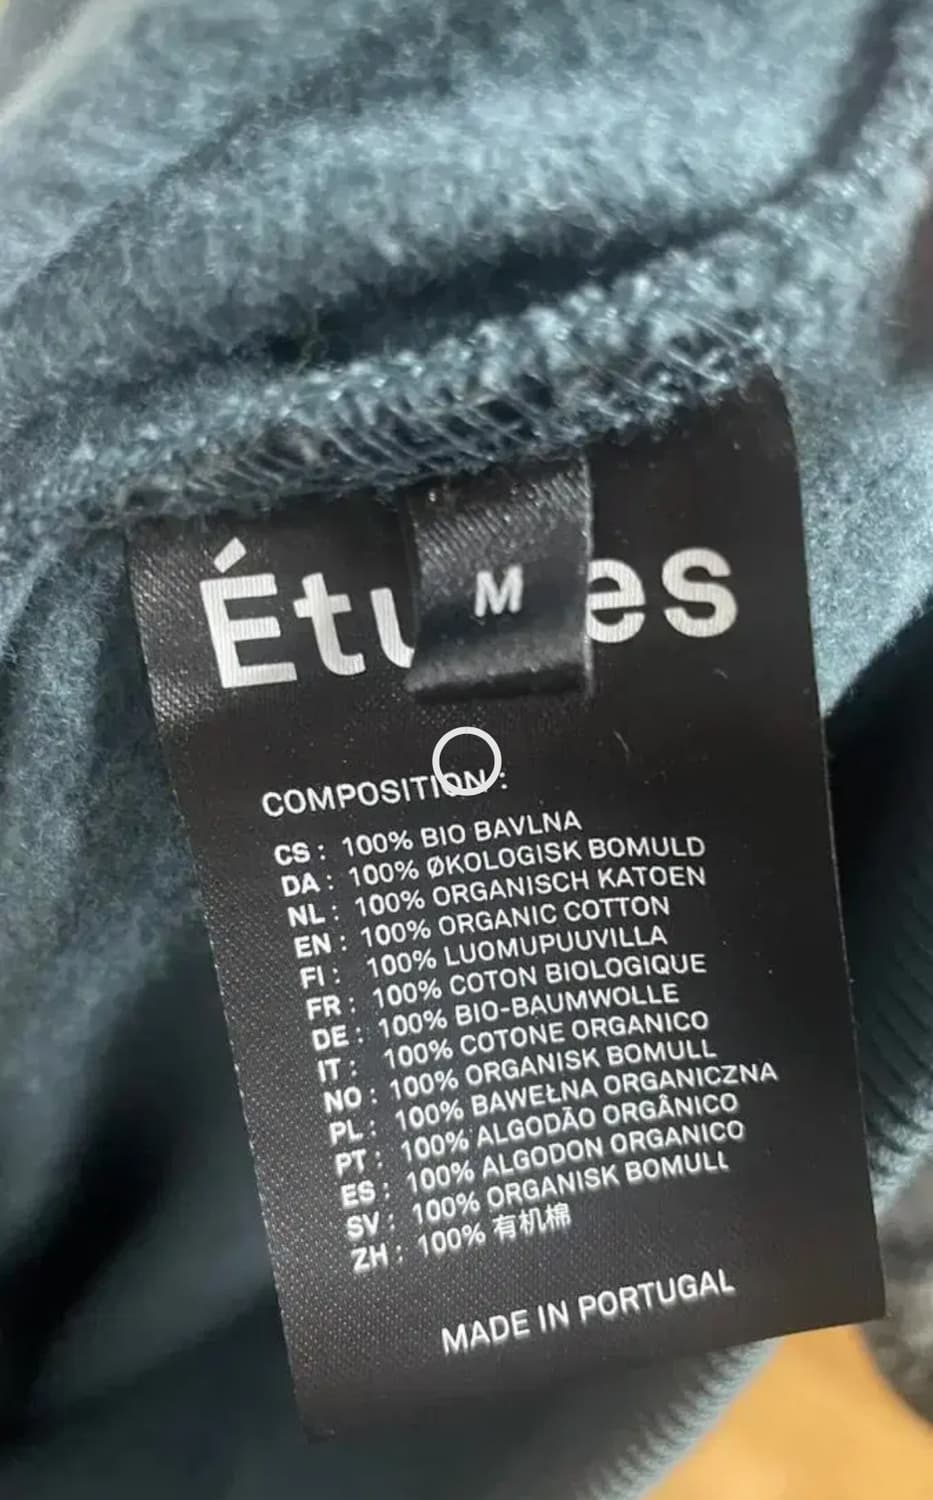 Étu es
M
COMPOSITION :
CS : 100% BIO BAVLNA
DA : 100% ØKOLOGISK BOMULD
NL : 100% ORGANISCH KATOEN
EN : 100% ORGANIC COTTON
FI : 100% LUOMUPUUVILLA
FR : 100% COTON BIOLOGIQUE
DE : 100% BIO-BAUMWOLLE
IT : 100% COTONE ORGANICO
NO : 100% ORGANISK BOMULL
PL : 100% BAWEŁNA ORGANICZNA
PT : 100% ALGODÃO ORGÂNICO
ES : 100% ALGODON ORGANICO
SV : 100% ORGANISK BOMULL
ZH : 100% 有机棉
MADE IN PORTUGAL